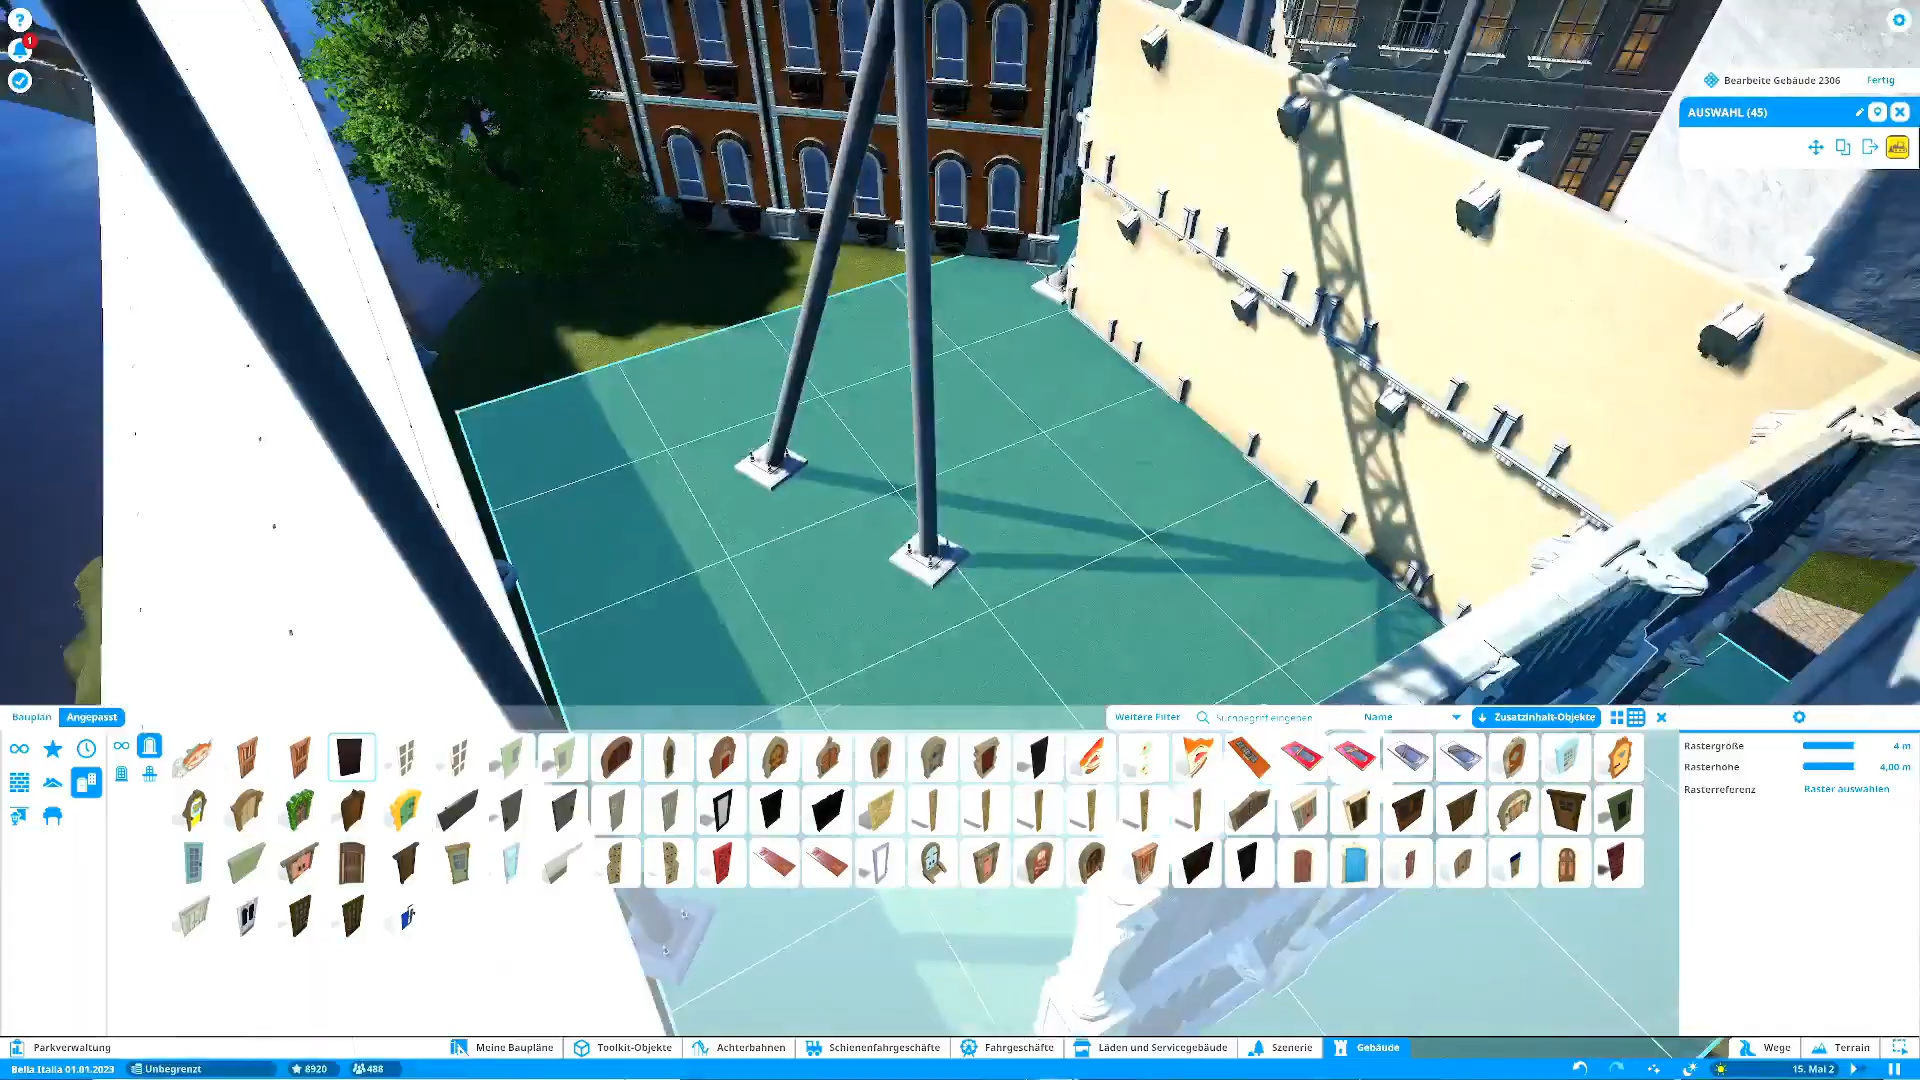 ?
1
Bearbeite Gebäude 2306
Fertig
AUSWAHL (45)
Bauplan
Angepasst
Weitere Filter
Suchbegriff eingeben
Name
Zusatzinhalt-Objekte
Rastergröße
4 m
Rasterhöhe
4,00 m
Rasterreferenz
Raster auswählen
Parkverwaltung
Meine Baupläne
Toolkit-Objekte
Achterbahnen
Schienenfahrgeschäfte
Fahrgeschäfte
Läden und Servicegebäude
Szenerie
Gebäude
Wege
Terrain
Bella Italia 01.01.2023
Unbegrenzt
8920
488
15. Mai 2